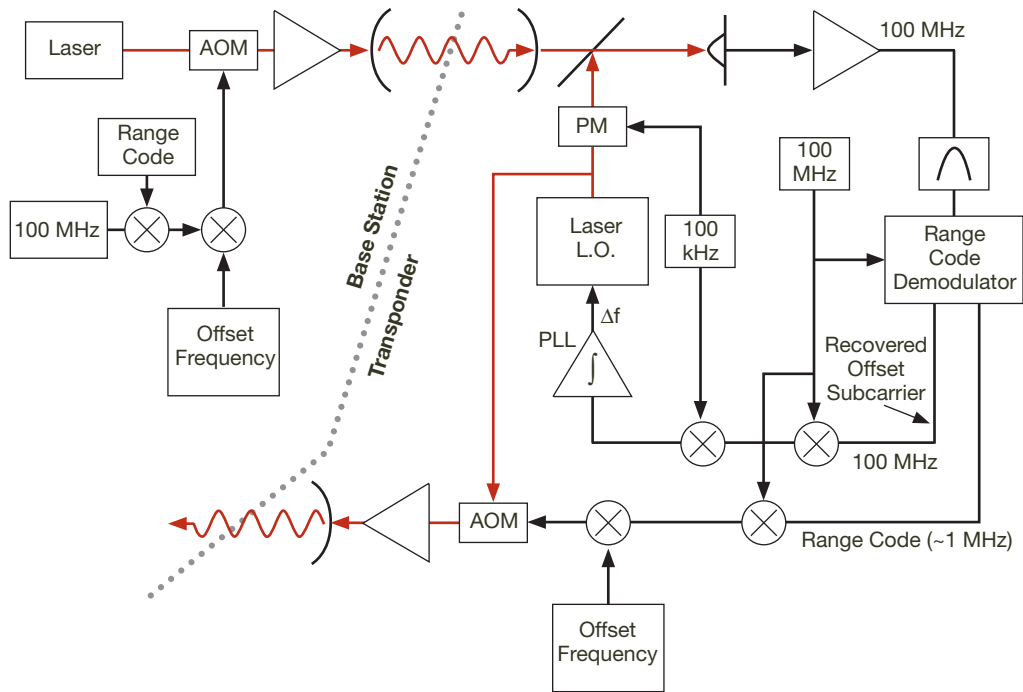 Laser
AOM
100 MHz
Range
Code
PM
100
MHz
100 MHz
Base Station
Transponder
Laser
L.O.
100
kHz
Range
Code
Demodulator
Offset
Frequency
Δf
PLL
∫
Recovered
Offset
Subcarrier
100 MHz
AOM
Range Code (~1 MHz)
Offset
Frequency